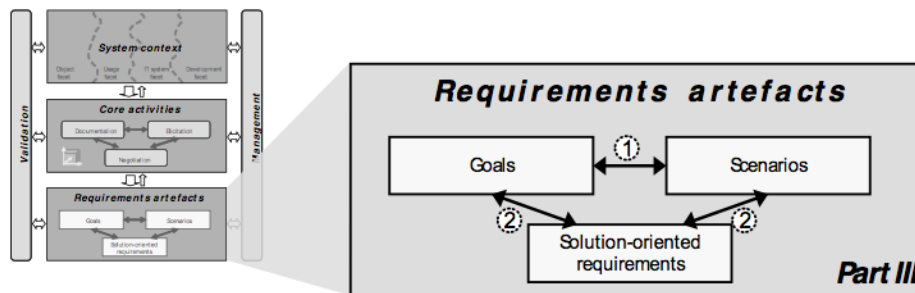 System context
Object
facet
Usage
facet
IT system
facet
Development
facet
Validation
Management
Core activities
Documentation
Elicitation
Negotiation
Requirements artefacts
Goals
Scenarios
Solution-oriented
requirements
Requirements artefacts
Goals
1
Scenarios
2
2
Solution-oriented
requirements
Part III